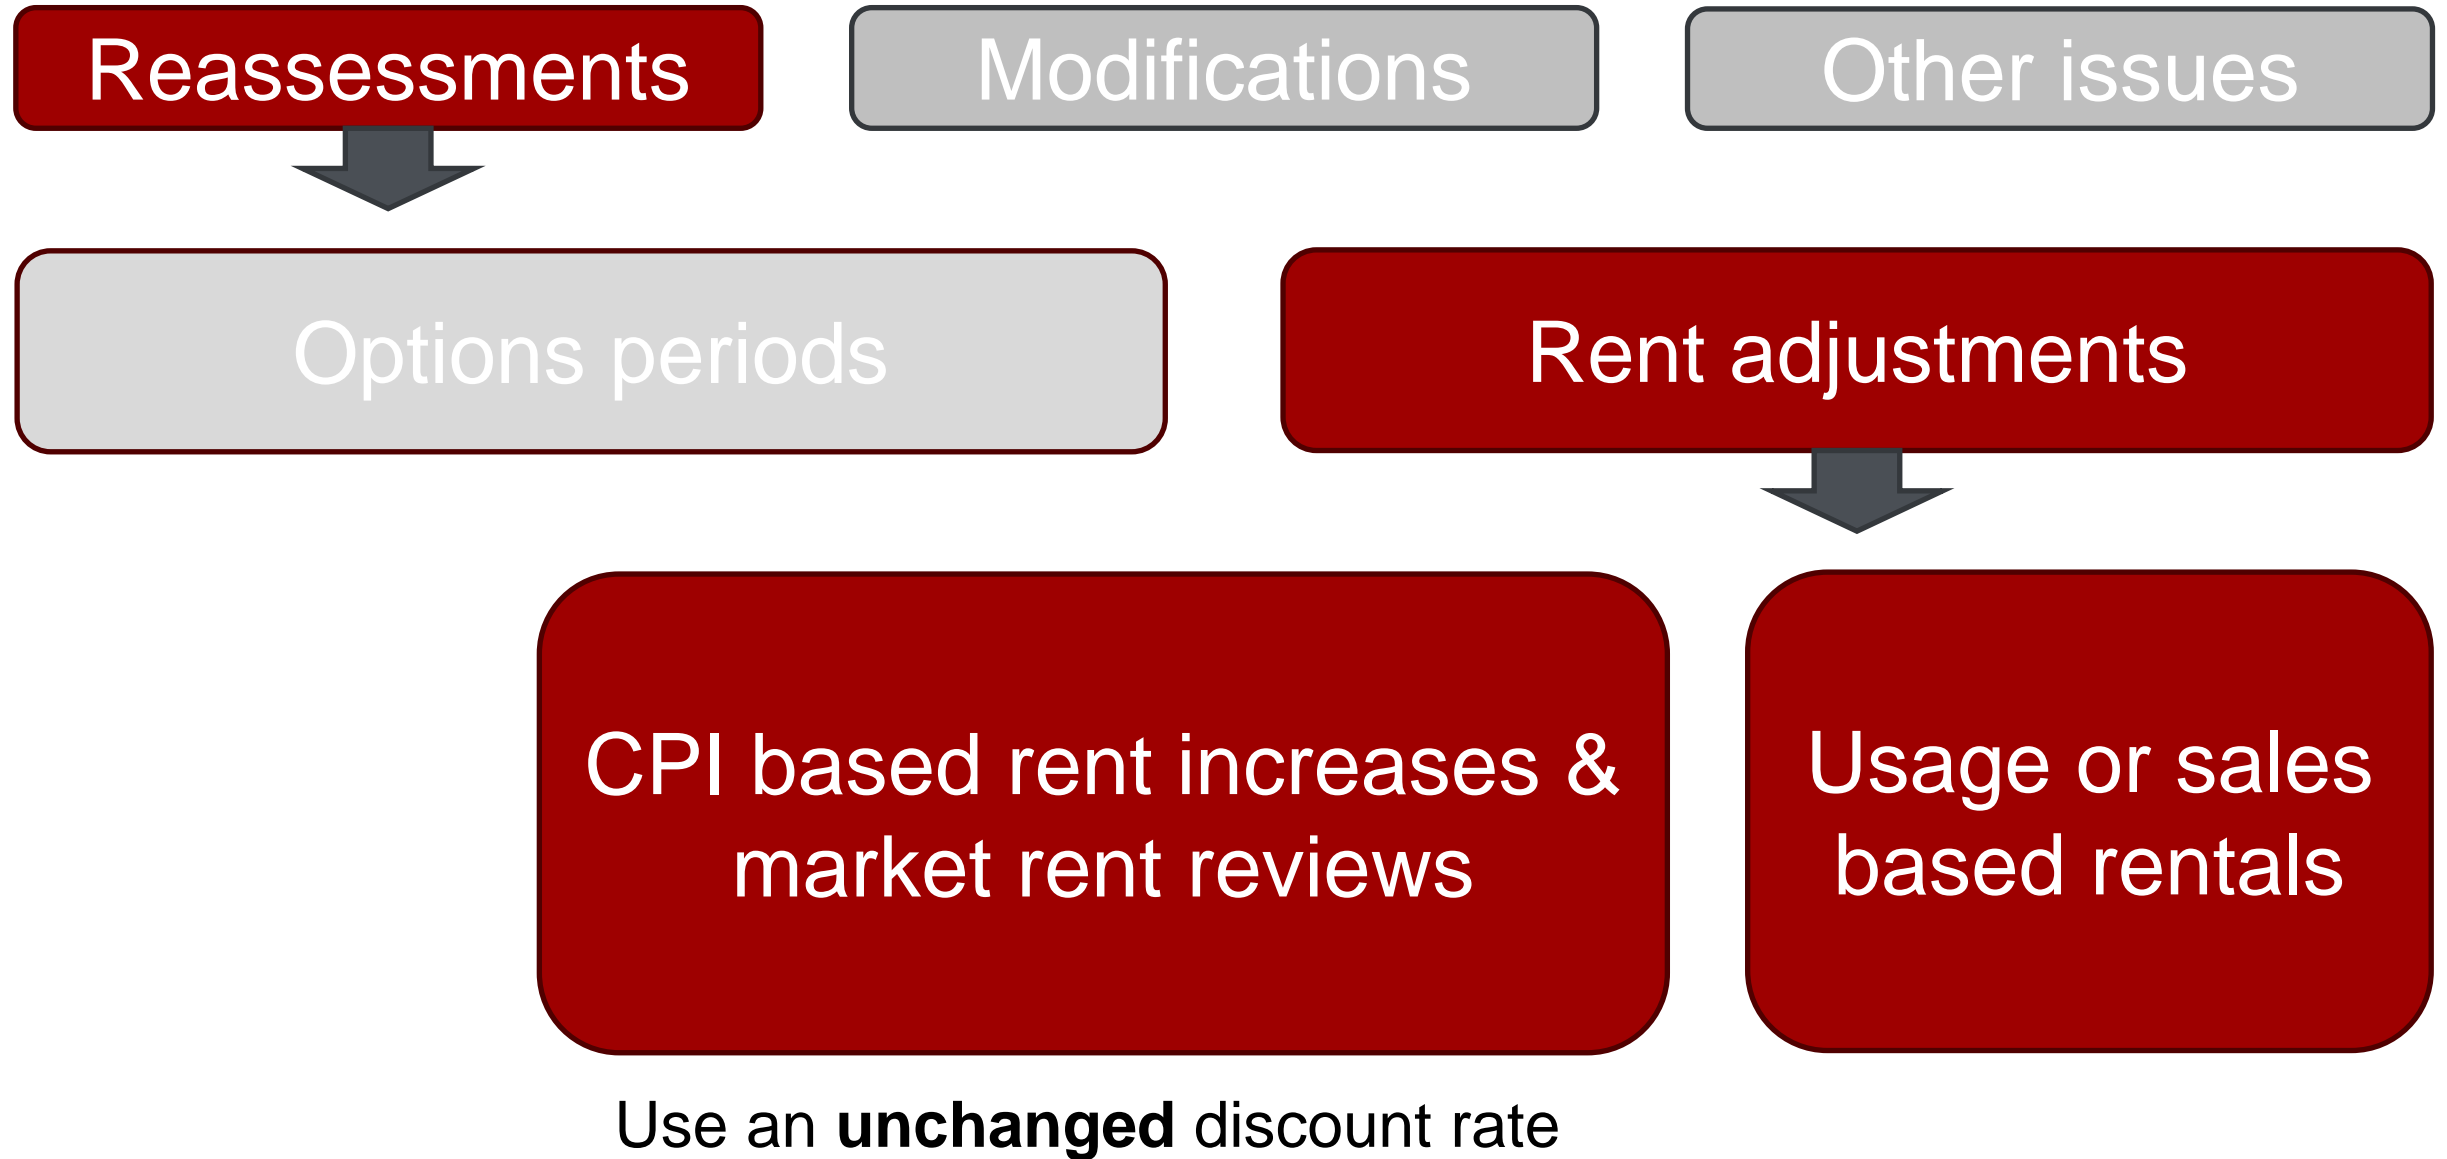 Reassessments
Modifications
Other issues
Options periods
Rent adjustments
CPI based rent increases &
market rent reviews
Usage or sales
based rentals
Use an unchanged discount rate